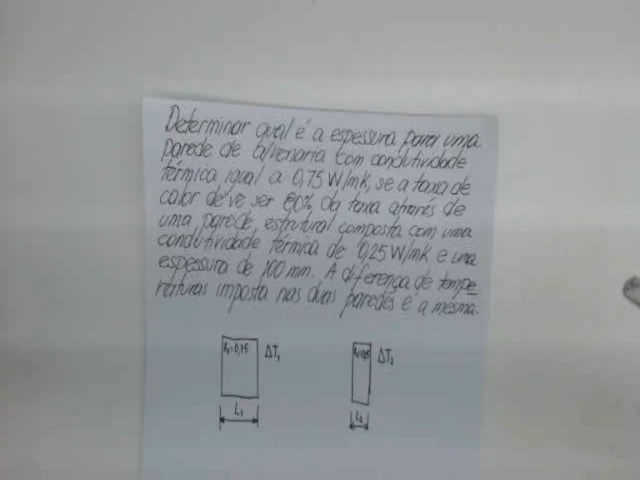 Determinar qual é a espessura para uma
parede de alvenaria com condutividade
térmica igual a 0,75 W/mK, se a taxa de
calor deve ser 80% da taxa através de
uma parede estrutural composta com uma
condutividade térmica de 0,25 W/mK e uma
espessura de 100 mm. A diferença de tempe
raturas imposta nas duas paredes é a mesma.
=0,75 ΔT₁ ΔT₂
L₁ L₂